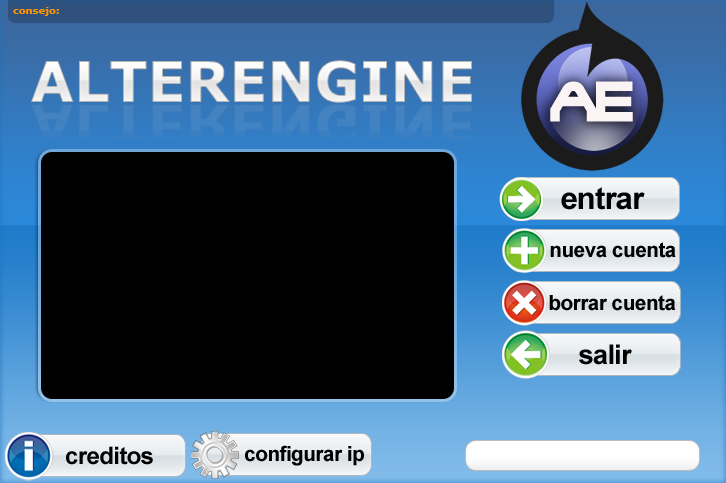 consejo:
ALTERENGINE
AE
entrar
nueva cuenta
borrar cuenta
salir
creditos
configurar ip